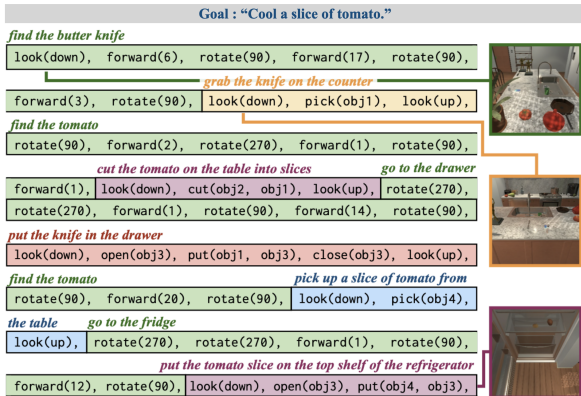 Goal : “Cool a slice of tomato.”
find the butter knife
look(down), forward(6), rotate(90), forward(17), rotate(90),
grab the knife on the counter
forward(3), rotate(90), look(down), pick(obj1), look(up),
find the tomato
rotate(90), forward(2), rotate(270), forward(1), rotate(90),
cut the tomato on the table into slices go to the drawer
forward(1), look(down), cut(obj2, obj1), look(up), rotate(270),
rotate(270), forward(1), rotate(90), forward(14), rotate(90),
put the knife in the drawer
look(down), open(obj3), put(obj1, obj3), close(obj3), look(up),
find the tomato pick up a slice of tomato from
rotate(90), forward(20), rotate(90), look(down), pick(obj4),
the table go to the fridge
look(up), rotate(270), rotate(270), forward(1), rotate(90),
put the tomato slice on the top shelf of the refrigerator
forward(12), rotate(90), look(down), open(obj3), put(obj4, obj3),